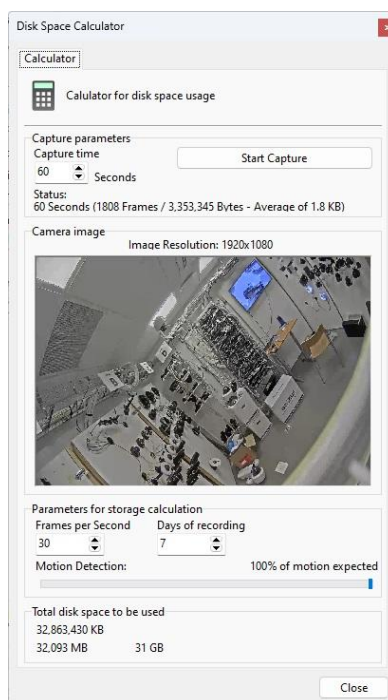 Disk Space Calculator
Calculator
Calulator for disk space usage
Capture parameters
Capture time
60 Seconds
Start Capture
Status:
60 Seconds (1808 Frames / 3,353,345 Bytes - Average of 1.8 KB)
Camera image
Image Resolution: 1920x1080
Parameters for storage calculation
Frames per Second Days of recording
30 7
Motion Detection: 100% of motion expected
Total disk space to be used
32,863,430 KB
32,093 MB 31 GB
Close